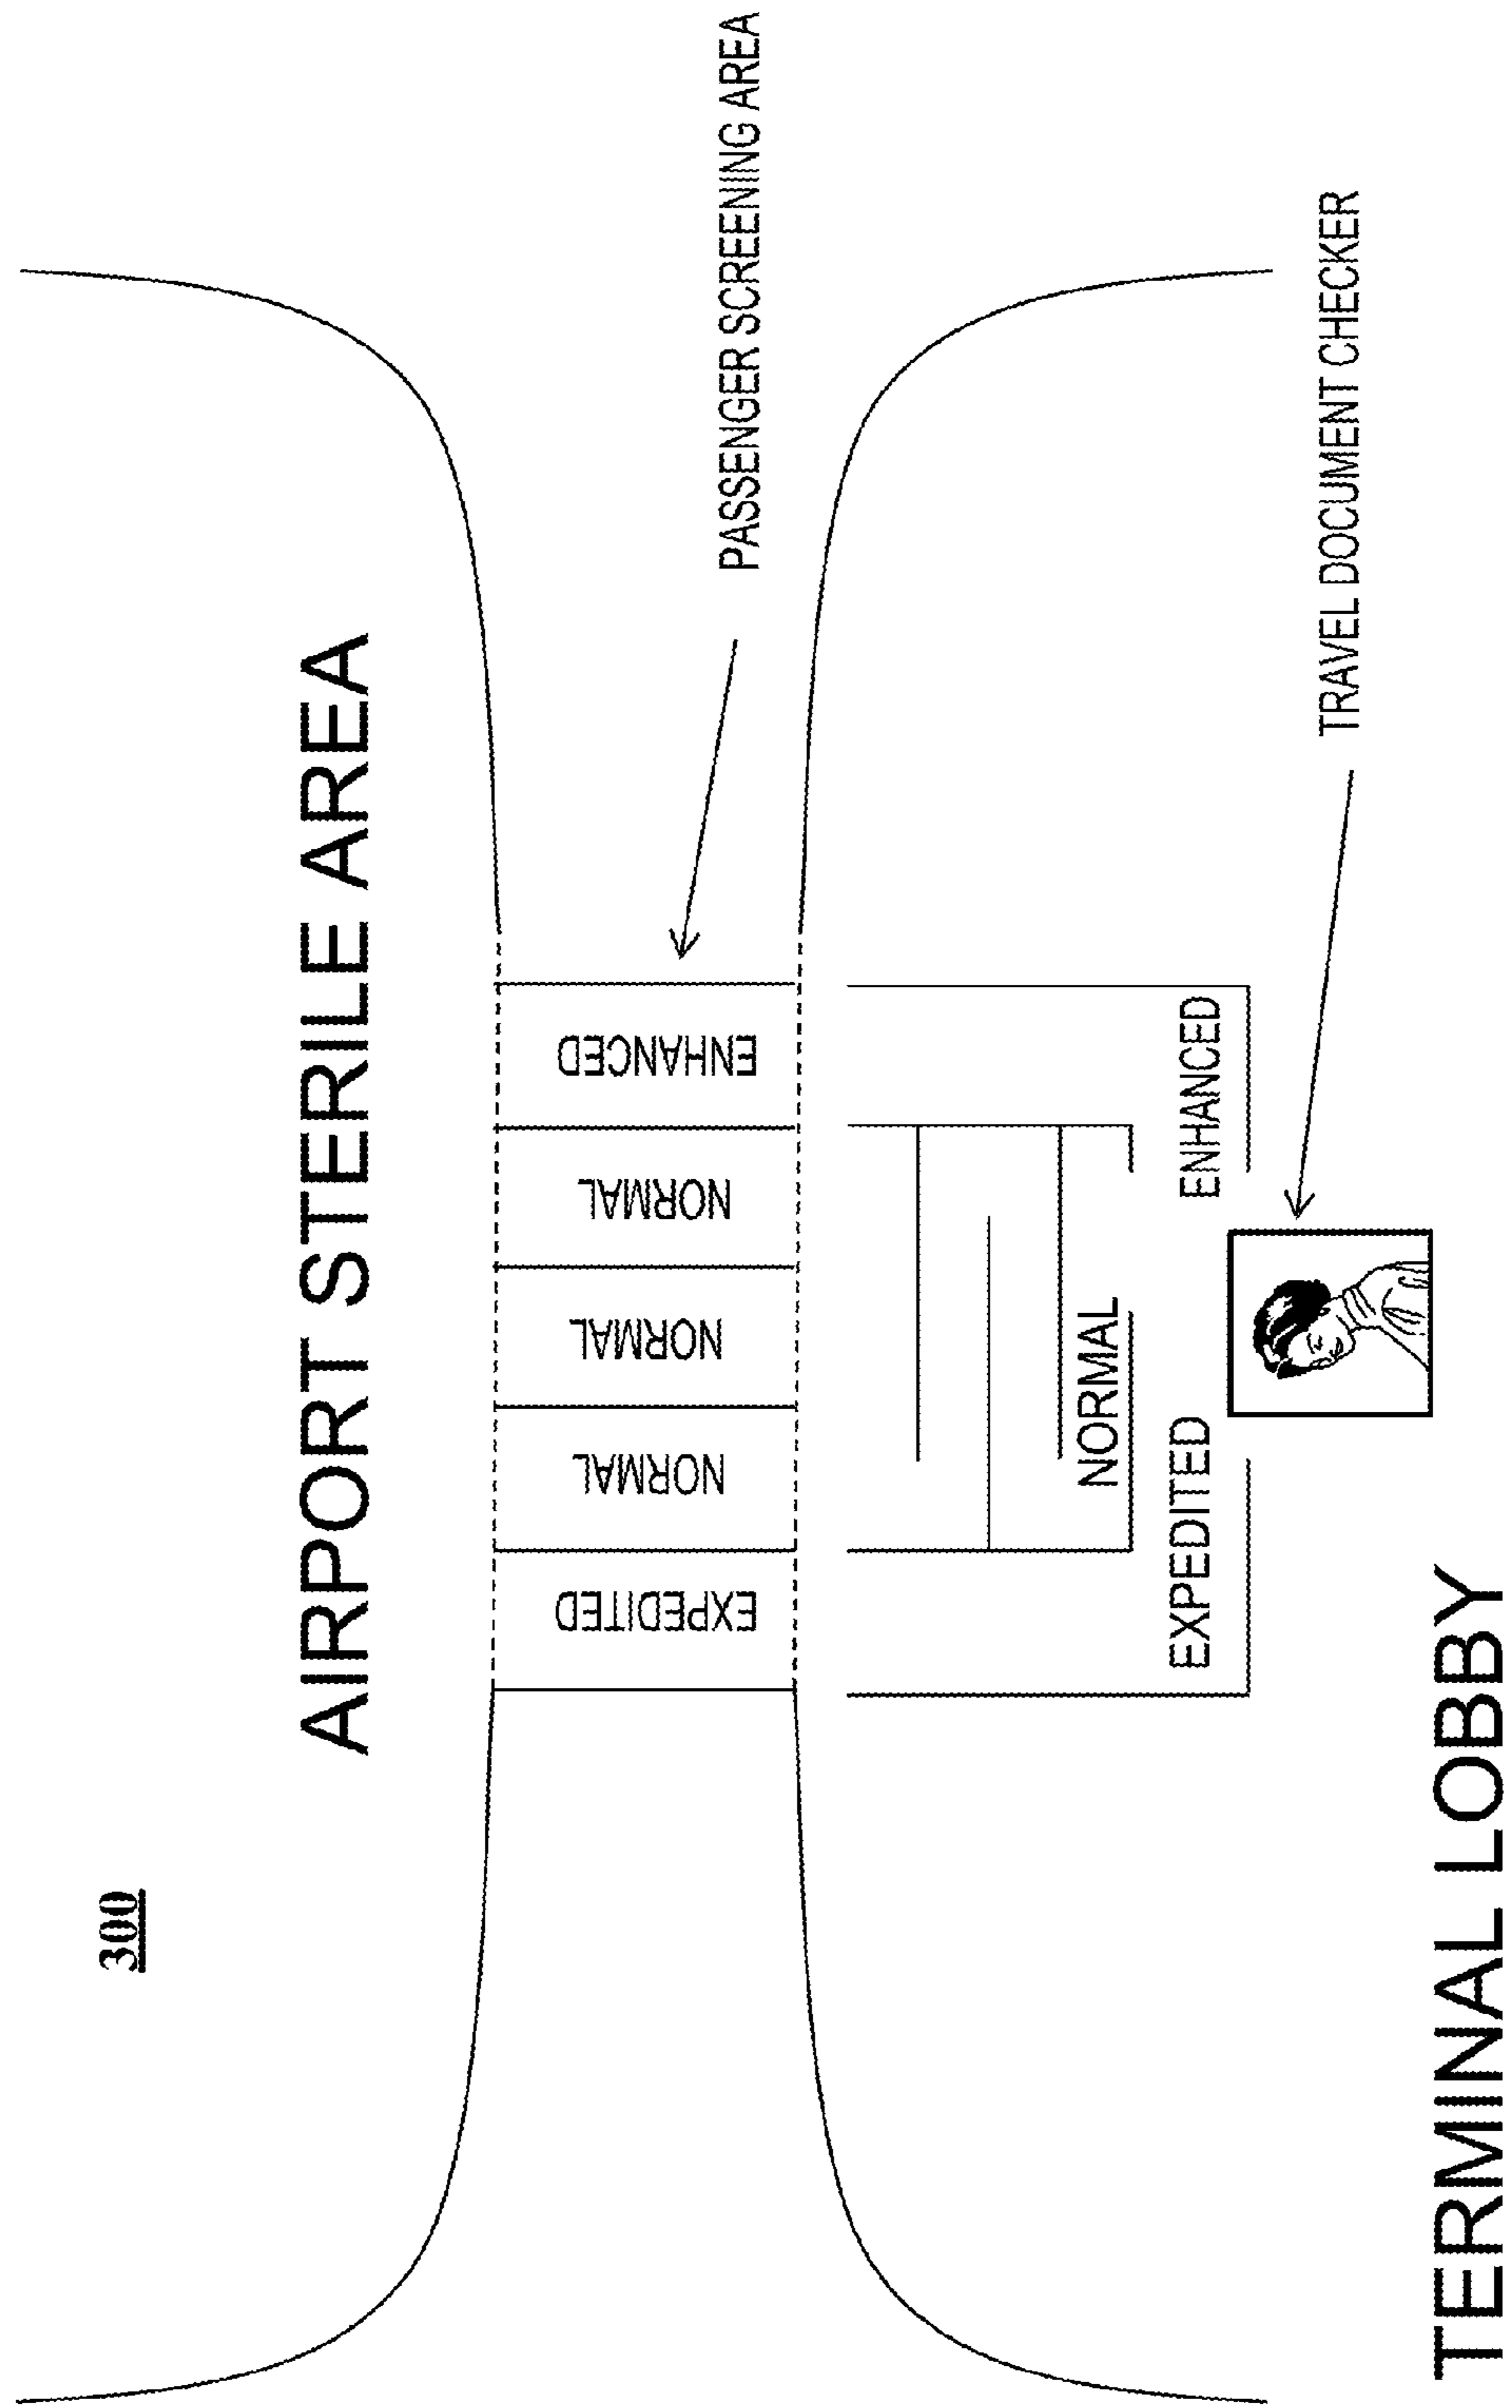 300
AIRPORT STERILE AREA
PASSENGER SCREENING AREA
EXPEDITED
NORMAL
NORMAL
NORMAL
ENHANCED
NORMAL
EXPEDITED
ENHANCED
TRAVEL DOCUMENT CHECKER
TERMINAL LOBBY